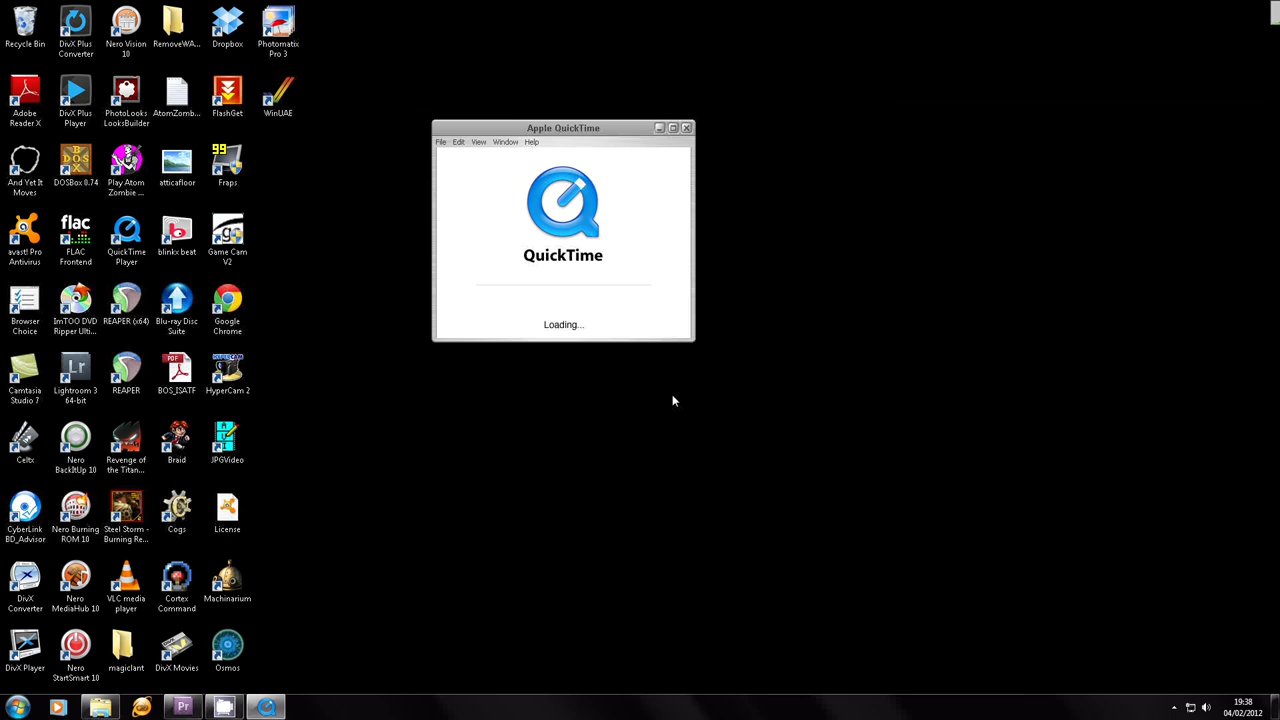 Recycle Bin
DivX Plus
Converter
Nero Vision
10
RemoveWA...
Dropbox
Photomatix
Pro 3
Adobe
Reader X
DivX Plus
Player
PhotoLooks
LooksBuilder
AtomZomb...
FlashGet
WinUAE
And Yet It
Moves
DOSBox 0.74
Play Atom
Zombie ...
atticafloor
99
Fraps
avast! Pro
Antivirus
flac
FLAC
Frontend
QuickTime
Player
blinkx beat
Game Cam
V2
Browser
Choice
ImTOO DVD
Ripper Ulti...
REAPER (x64)
Blu-ray Disc
Suite
Google
Chrome
Camtasia
Studio 7
Lr
Lightroom 3
64-bit
REAPER
PDF
BOS_ISATF
HYPERCAM
HyperCam 2
Celtx
Nero
BackItUp 10
Revenge of
the Titan...
Braid
JPGVideo
CyberLink
BD_Advisor
Nero Burning
ROM 10
Steel Storm -
Burning Re...
Cogs
License
DivX
Converter
Nero
MediaHub 10
VLC media
player
Cortex
Command
Machinarium
DivX Player
Nero
StartSmart 10
magiclant
DivX Movies
Osmos
Apple QuickTime
File Edit View Window Help
QuickTime
Loading...
Pr
19:38
04/02/2012